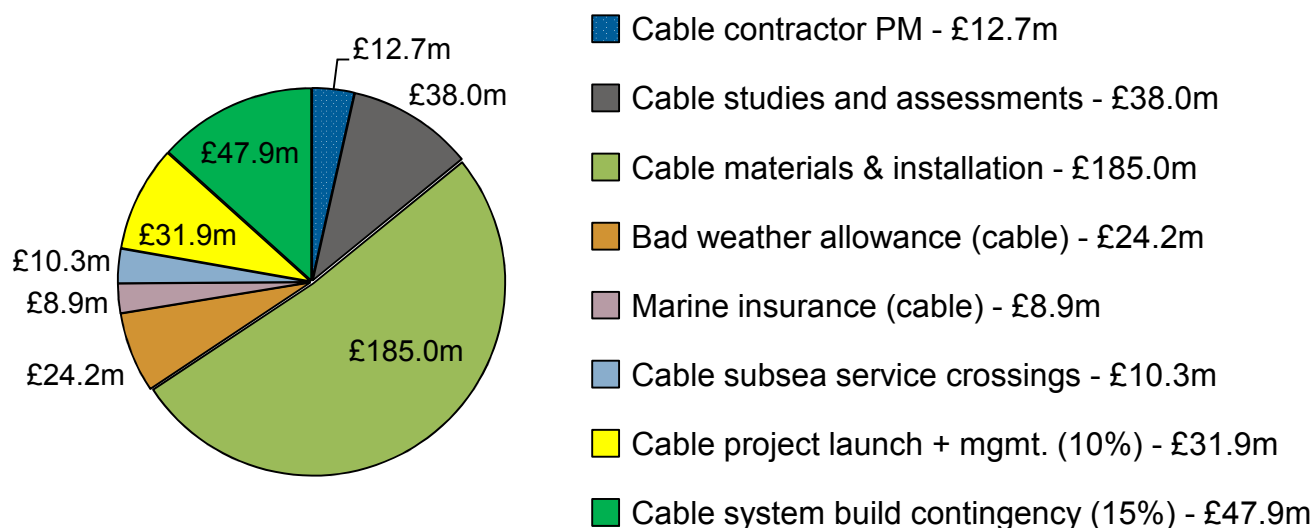 £12.7m
£38.0m
£47.9m
£31.9m
£10.3m
£8.9m
£24.2m
£185.0m
Cable contractor PM - £12.7m
Cable studies and assessments - £38.0m
Cable materials & installation - £185.0m
Bad weather allowance (cable) - £24.2m
Marine insurance (cable) - £8.9m
Cable subsea service crossings - £10.3m
Cable project launch + mgmt. (10%) - £31.9m
Cable system build contingency (15%) - £47.9m